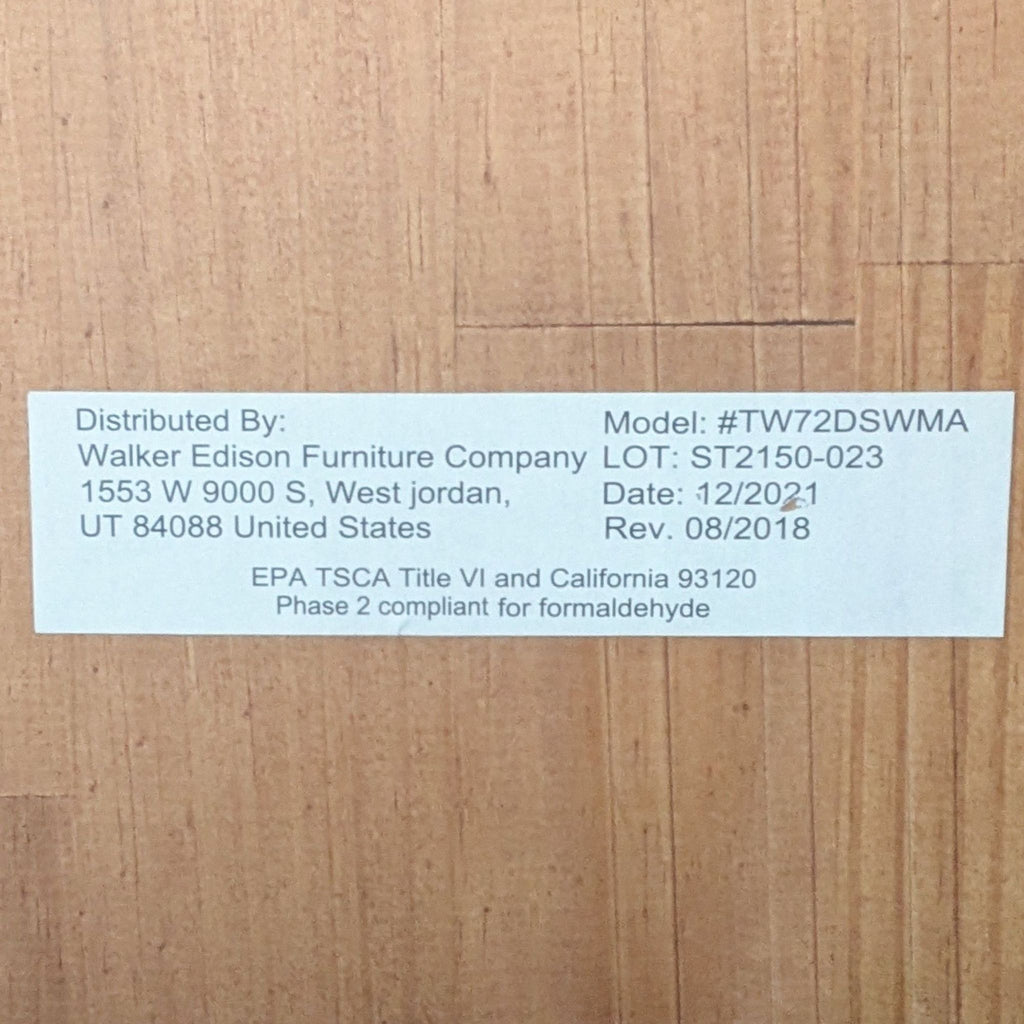 Distributed By:
Walker Edison Furniture Company
1553 W 9000 S, West jordan,
UT 84088 United States
Model: #TW72DSWMA
LOT: ST2150-023
Date: 12/2021
Rev. 08/2018
EPA TSCA Title VI and California 93120
Phase 2 compliant for formaldehyde